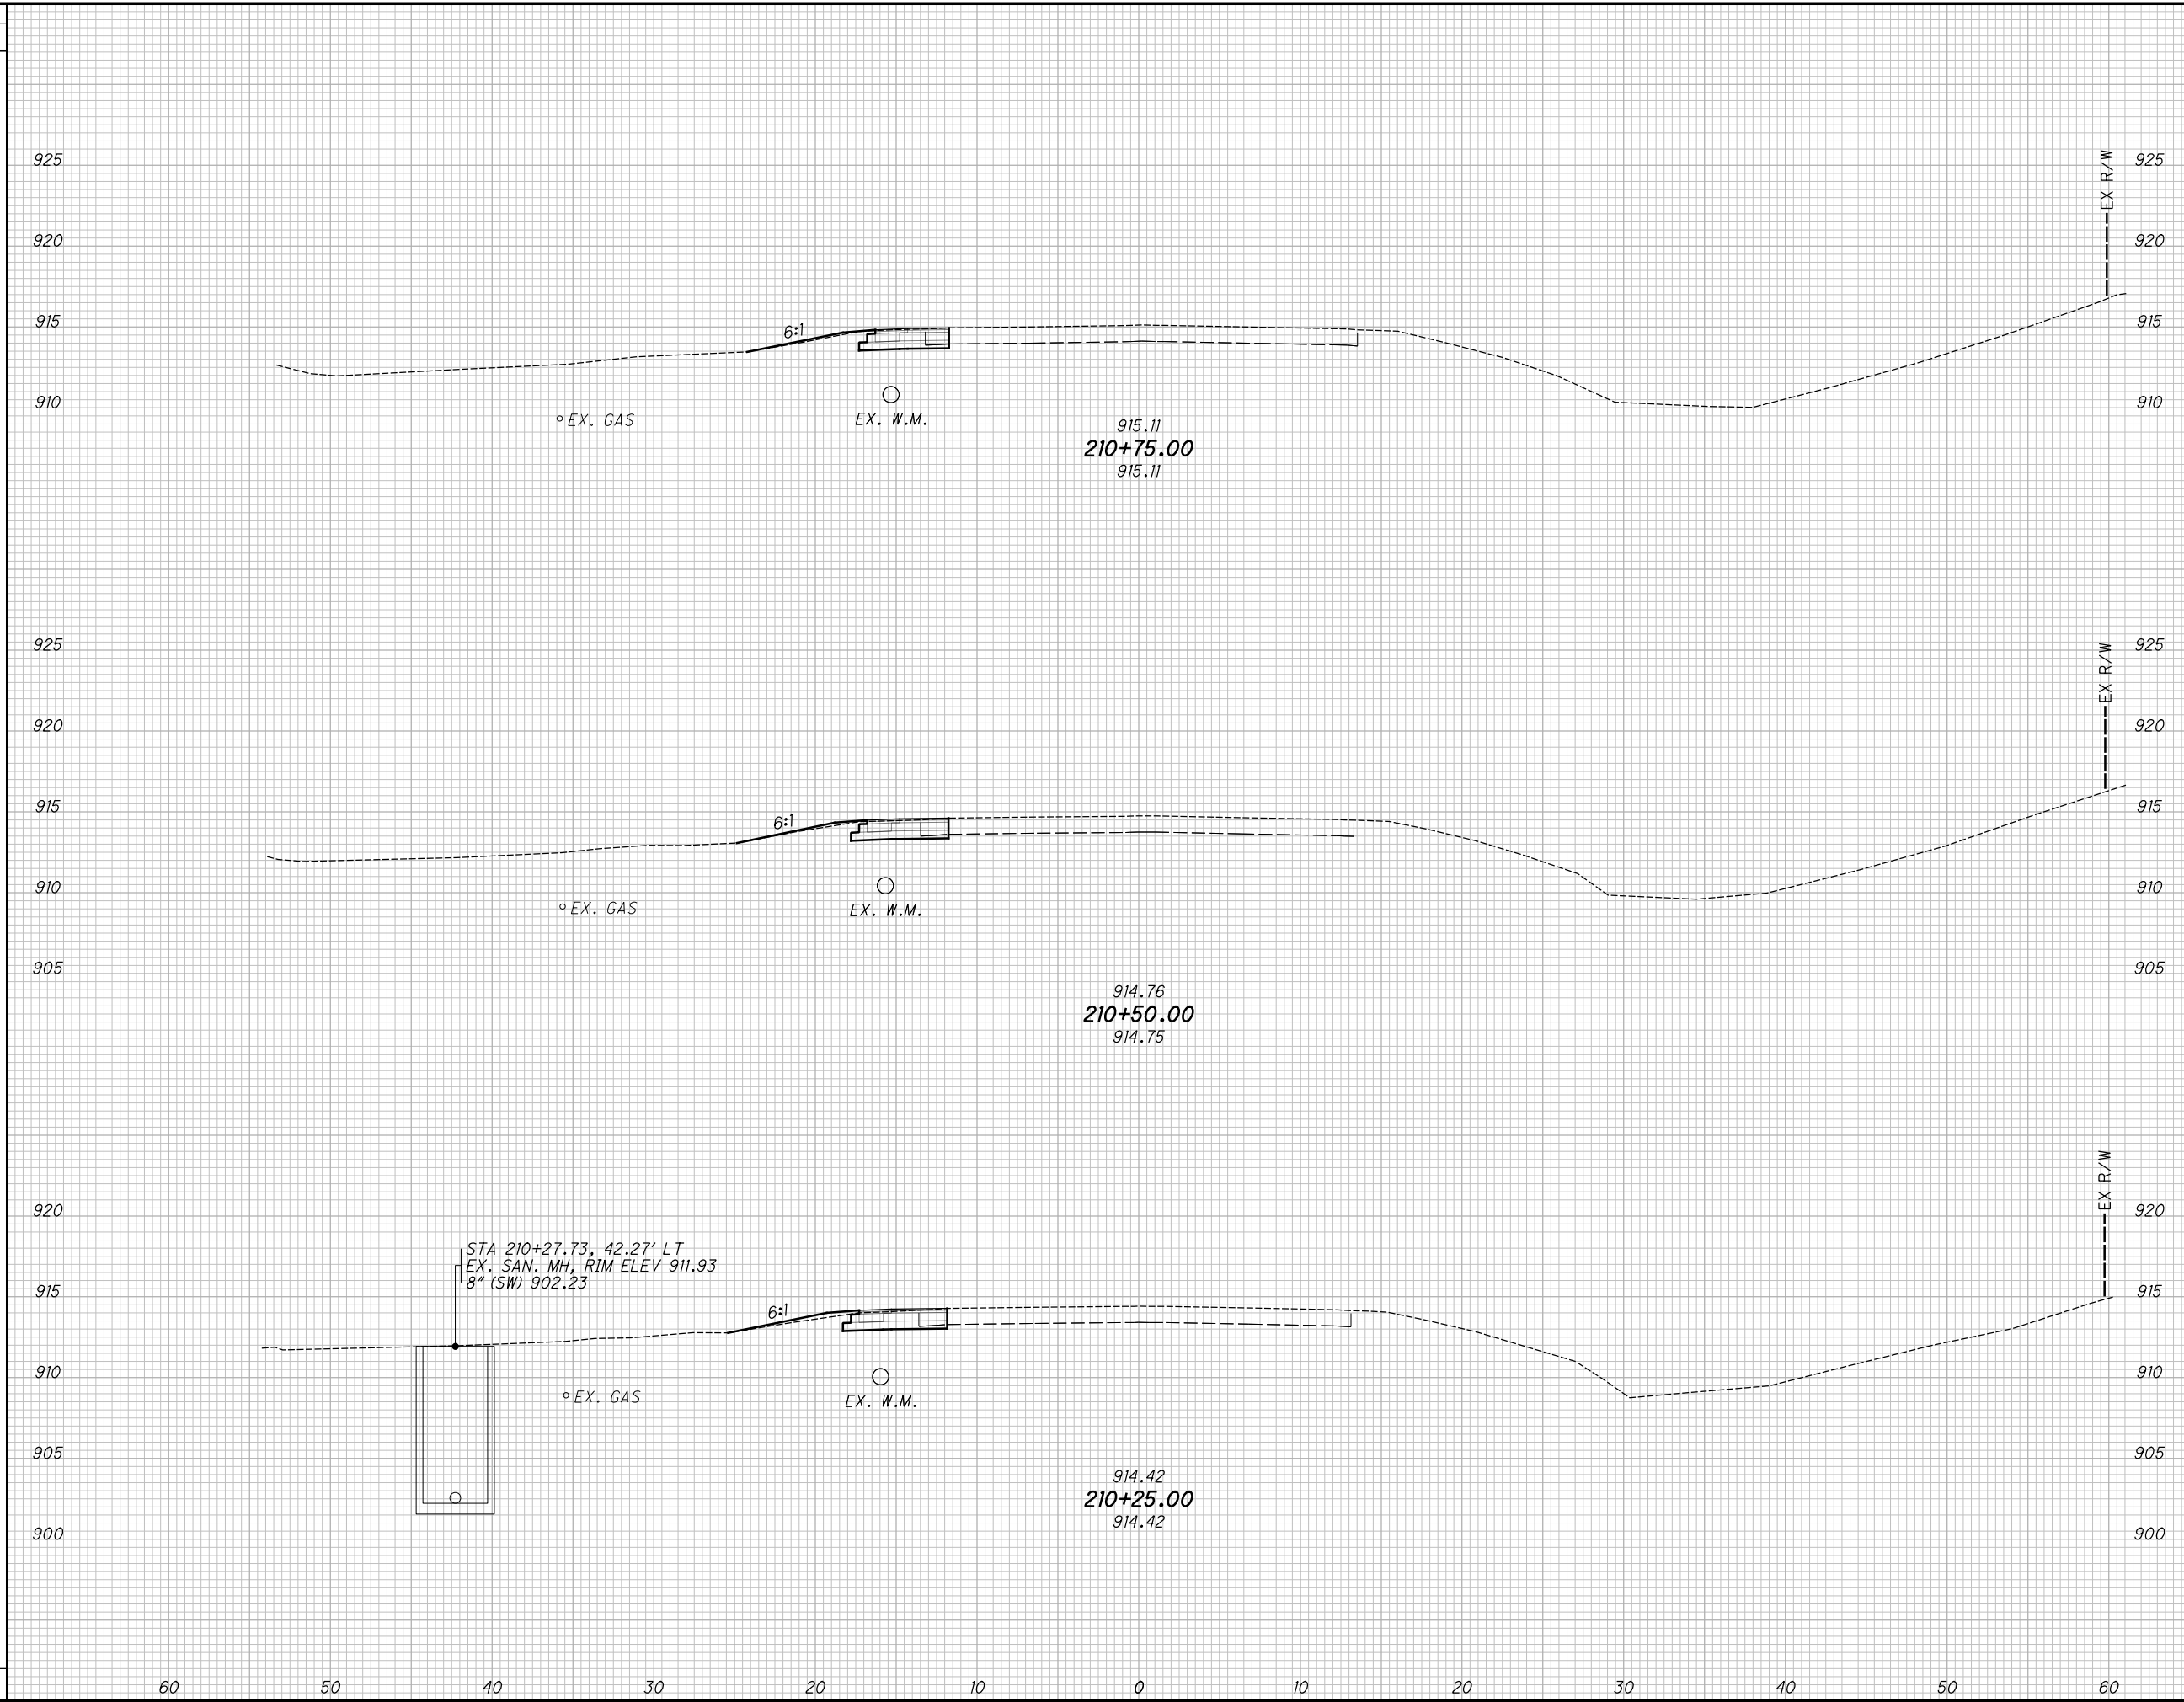 925 925
EX R/W
920 920
915 915
6:1
910 910
EX. GAS
EX. W.M.
915.11
210+75.00
915.11
925 925
EX R/W
920 920
915 915
6:1
910 910
EX. GAS
EX. W.M.
905 905
914.76
210+50.00
914.75
EX R/W
920 920
STA 210+27.73, 42.27' LT
EX. SAN. MH, RIM ELEV 911.93
8" (SW) 902.23
915 915
6:1
910 910
EX. GAS
EX. W.M.
905 905
914.42
210+25.00
914.42
900 900
60 50 40 30 20 10 0 10 20 30 40 50 60